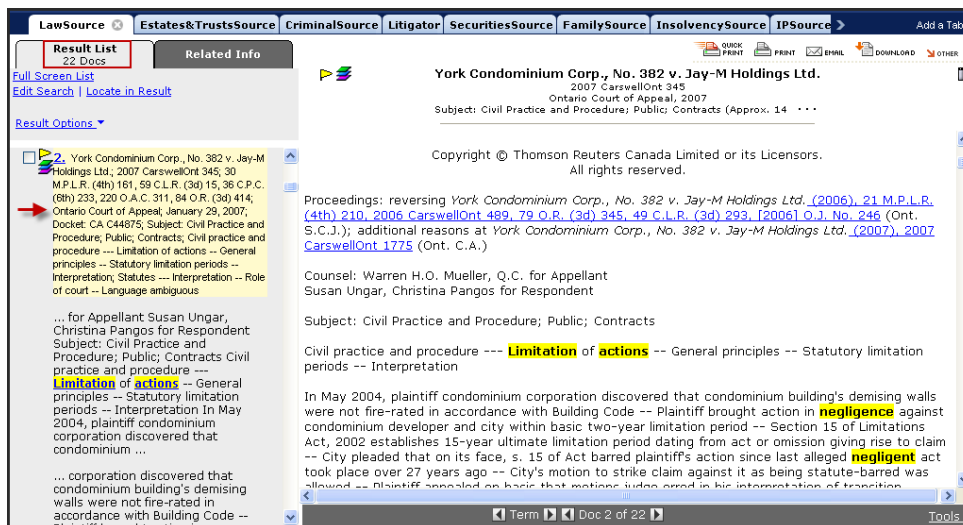 LawSource Estates&TrustsSource CriminalSource Litigator SecuritiesSource FamilySource InsolvencySource IPSource Add a Tab
Result List
22 Docs
Related Info
QUICK PRINT PRINT EMAIL DOWNLOAD OTHER
Full Screen List
Edit Search | Locate in Result
Result Options
2. York Condominium Corp., No. 382 v. Jay-M
Holdings Ltd.; 2007 CarswellOnt 345; 30
M.P.L.R. (4th) 161, 59 C.L.R. (3d) 15, 36 C.P.C.
(6th) 233, 220 O.A.C. 311, 84 O.R. (3d) 414;
Ontario Court of Appeal; January 29, 2007;
Docket: CA C44875; Subject: Civil Practice and
Procedure; Public; Contracts; Civil practice and
procedure --- Limitation of actions -- General
principles -- Statutory limitation periods --
Interpretation; Statutes --- Interpretation -- Role
of court -- Language ambiguous
... for Appellant Susan Ungar,
Christina Pangos for Respondent
Subject: Civil Practice and
Procedure; Public; Contracts Civil
practice and procedure ---
Limitation of actions -- General
principles -- Statutory limitation
periods -- Interpretation In May
2004, plaintiff condominium
corporation discovered that
condominium ...
... corporation discovered that
condominium building's demising
walls were not fire-rated in
accordance with Building Code --
York Condominium Corp., No. 382 v. Jay-M Holdings Ltd.
2007 CarswellOnt 345
Ontario Court of Appeal, 2007
Subject: Civil Practice and Procedure; Public; Contracts (Approx. 14 ...
Copyright © Thomson Reuters Canada Limited or its Licensors.
All rights reserved.
Proceedings: reversing York Condominium Corp., No. 382 v. Jay-M Holdings Ltd. (2006), 21 M.P.L.R.
(4th) 210, 2006 CarswellOnt 489, 79 O.R. (3d) 345, 49 C.L.R. (3d) 293, [2006] O.J. No. 246 (Ont.
S.C.J.); additional reasons at York Condominium Corp., No. 382 v. Jay-M Holdings Ltd. (2007), 2007
CarswellOnt 1775 (Ont. C.A.)
Counsel: Warren H.O. Mueller, Q.C. for Appellant
Susan Ungar, Christina Pangos for Respondent
Subject: Civil Practice and Procedure; Public; Contracts
Civil practice and procedure --- Limitation of actions -- General principles -- Statutory limitation
periods -- Interpretation
In May 2004, plaintiff condominium corporation discovered that condominium building's demising walls
were not fire-rated in accordance with Building Code -- Plaintiff brought action in negligence against
condominium developer and city within basic two-year limitation period -- Section 15 of Limitations
Act, 2002 establishes 15-year ultimate limitation period dating from act or omission giving rise to claim
-- City pleaded that on its face, s. 15 of Act barred plaintiff's action since last alleged negligent act
took place over 27 years ago -- City's motion to strike claim against it as being statute-barred was
allowed -- Plaintiff appealed on basis that motions judge erred in his interpretation of transition
Term Doc 2 of 22 Tools